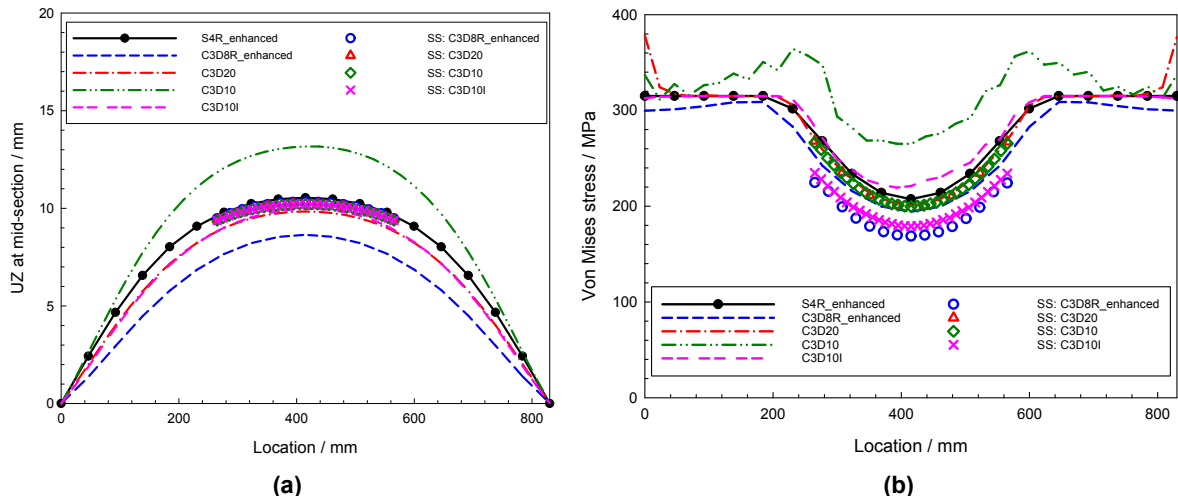 20
15
10
5
0
UZ at mid-section / mm
S4R_enhanced
C3D8R_enhanced
C3D20
C3D10
C3D10I
SS: C3D8R_enhanced
SS: C3D20
SS: C3D10
SS: C3D10I
0 200 400 600 800
Location / mm
(a)
400
300
200
100
0
Von Mises stress / MPa
S4R_enhanced
C3D8R_enhanced
C3D20
C3D10
C3D10I
SS: C3D8R_enhanced
SS: C3D20
SS: C3D10
SS: C3D10I
0 200 400 600 800
Location / mm
(b)